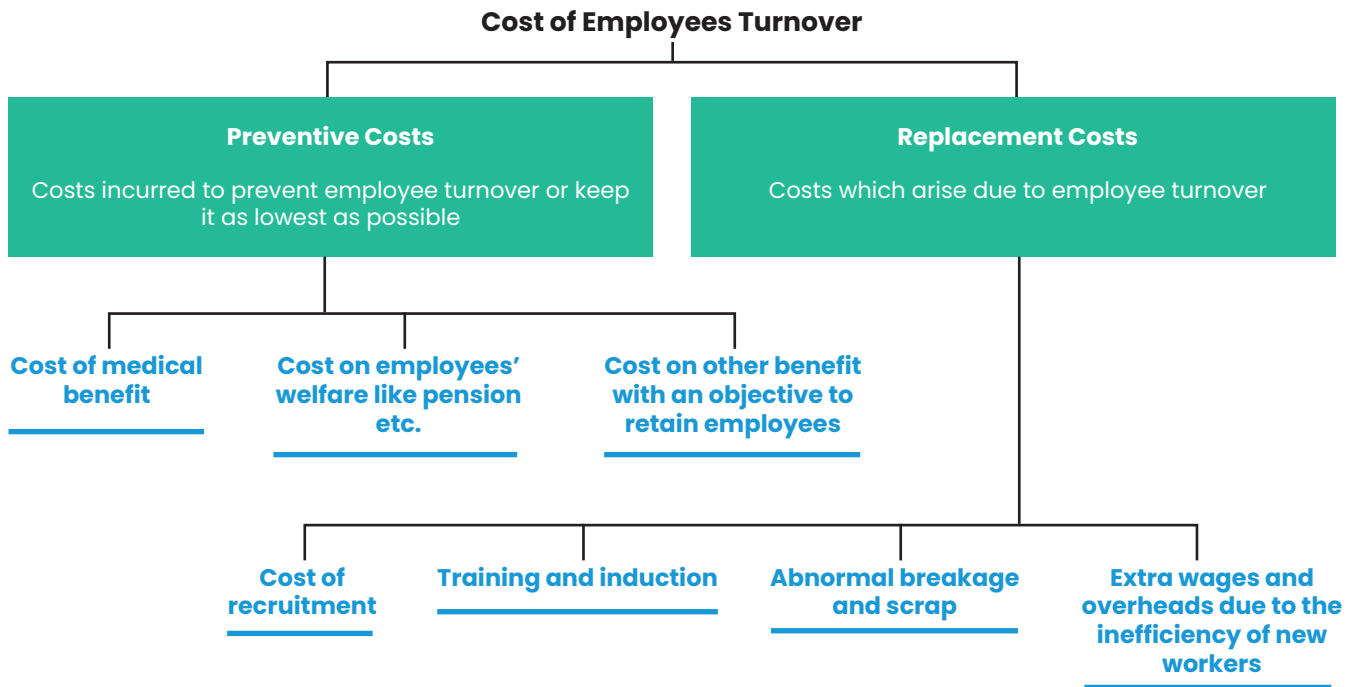 Cost of Employees Turnover
Preventive Costs
Costs incurred to prevent employee turnover or keep
it as lowest as possible
Replacement Costs
Costs which arise due to employee turnover
Cost of medical
benefit
Cost on employees’
welfare like pension
etc.
Cost on other benefit
with an objective to
retain employees
Cost of
recruitment
Training and induction
Abnormal breakage
and scrap
Extra wages and
overheads due to the
inefficiency of new
workers